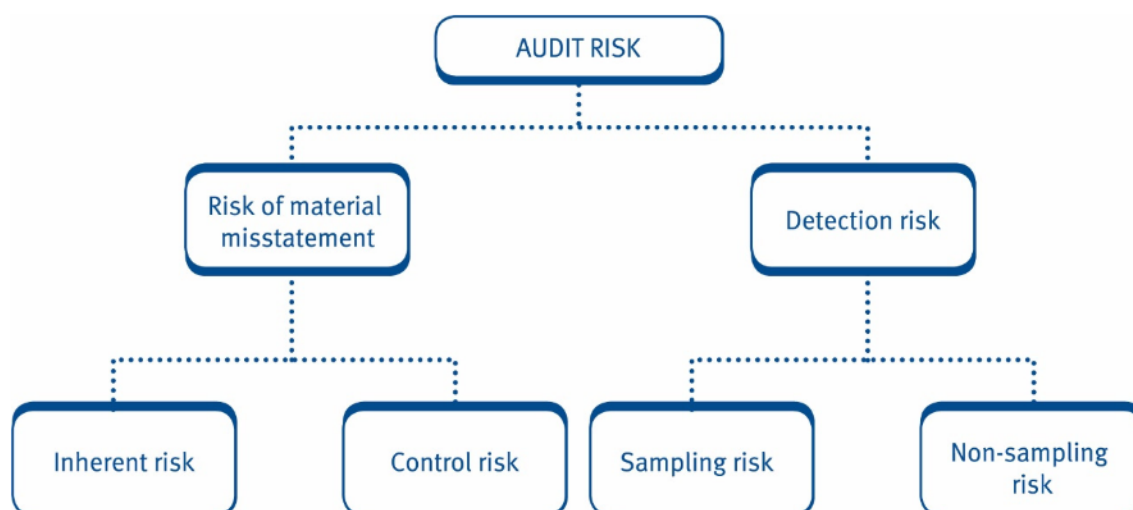 AUDIT RISK
Risk of material
misstatement
Detection risk
Inherent risk
Control risk
Sampling risk
Non-sampling
risk